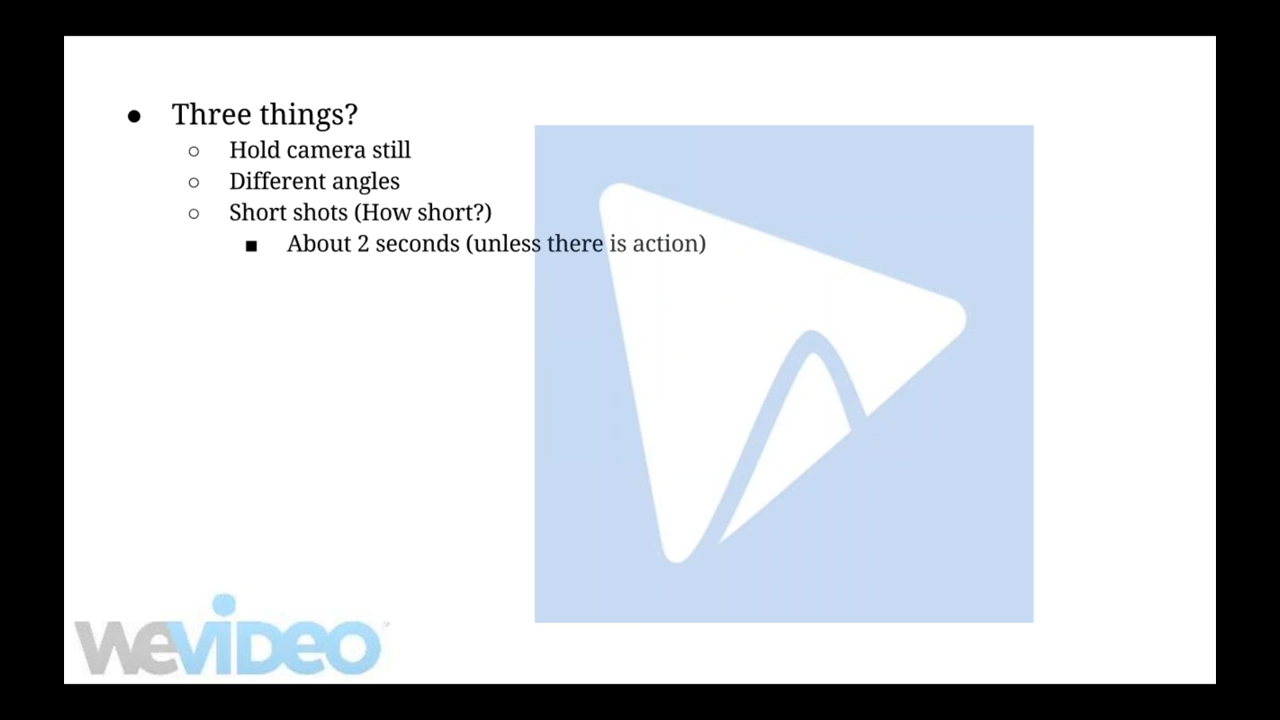 ● Three things?
○ Hold camera still
○ Different angles
○ Short shots (How short?)
■ About 2 seconds (unless there is action)
WeViDeo